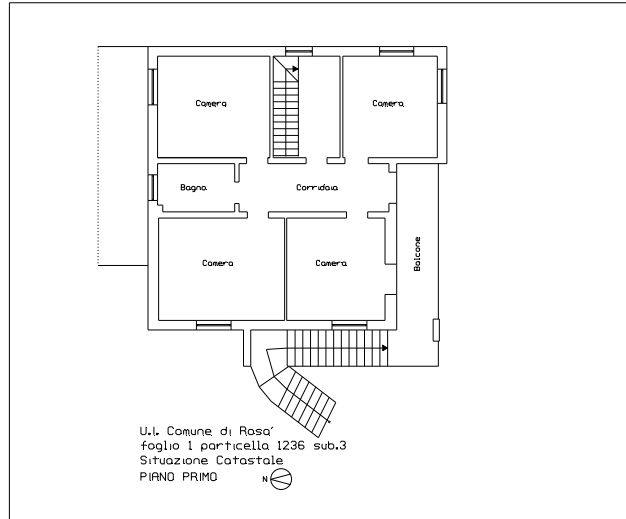 Camera
Camera
Bagno
Corridoio
Camera
Camera
Balcone
U.I. Comune di Rosa'
foglio 1 particella 1236 sub.3
Situazione Catastale
PIANO PRIMO
N